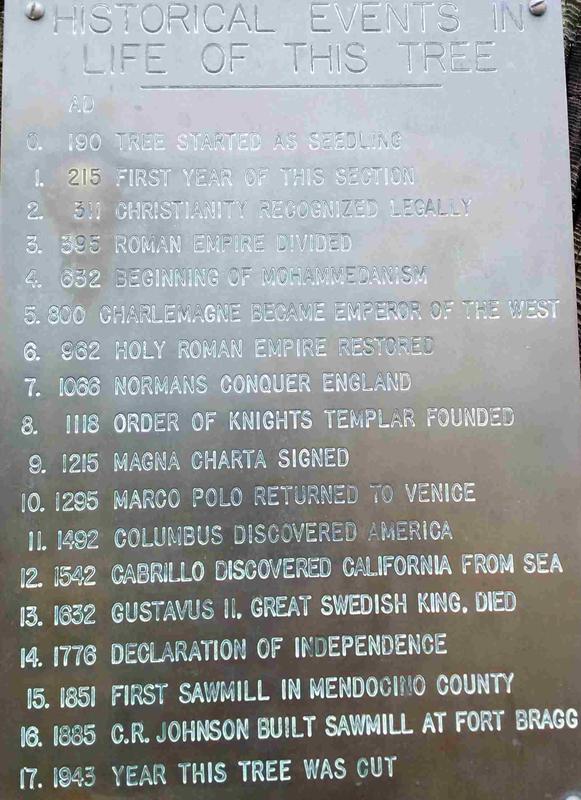 HISTORICAL EVENTS IN
LIFE OF THIS TREE
AD
0. 190 TREE STARTED AS SEEDLING
1. 215 FIRST YEAR OF THIS SECTION
2. 311 CHRISTIANITY RECOGNIZED LEGALLY
3. 395 ROMAN EMPIRE DIVIDED
4. 632 BEGINNING OF MOHAMMEDANISM
5. 800 CHARLEMAGNE BECAME EMPEROR OF THE WEST
6. 962 HOLY ROMAN EMPIRE RESTORED
7. 1066 NORMANS CONQUER ENGLAND
8. 1118 ORDER OF KNIGHTS TEMPLAR FOUNDED
9. 1215 MAGNA CHARTA SIGNED
10. 1295 MARCO POLO RETURNED TO VENICE
11. 1492 COLUMBUS DISCOVERED AMERICA
12. 1542 CABRILLO DISCOVERED CALIFORNIA FROM SEA
13. 1632 GUSTAVUS II, GREAT SWEDISH KING, DIED
14. 1776 DECLARATION OF INDEPENDENCE
15. 1851 FIRST SAWMILL IN MENDOCINO COUNTY
16. 1885 C.R. JOHNSON BUILT SAWMILL AT FORT BRAGG
17. 1943 YEAR THIS TREE WAS CUT